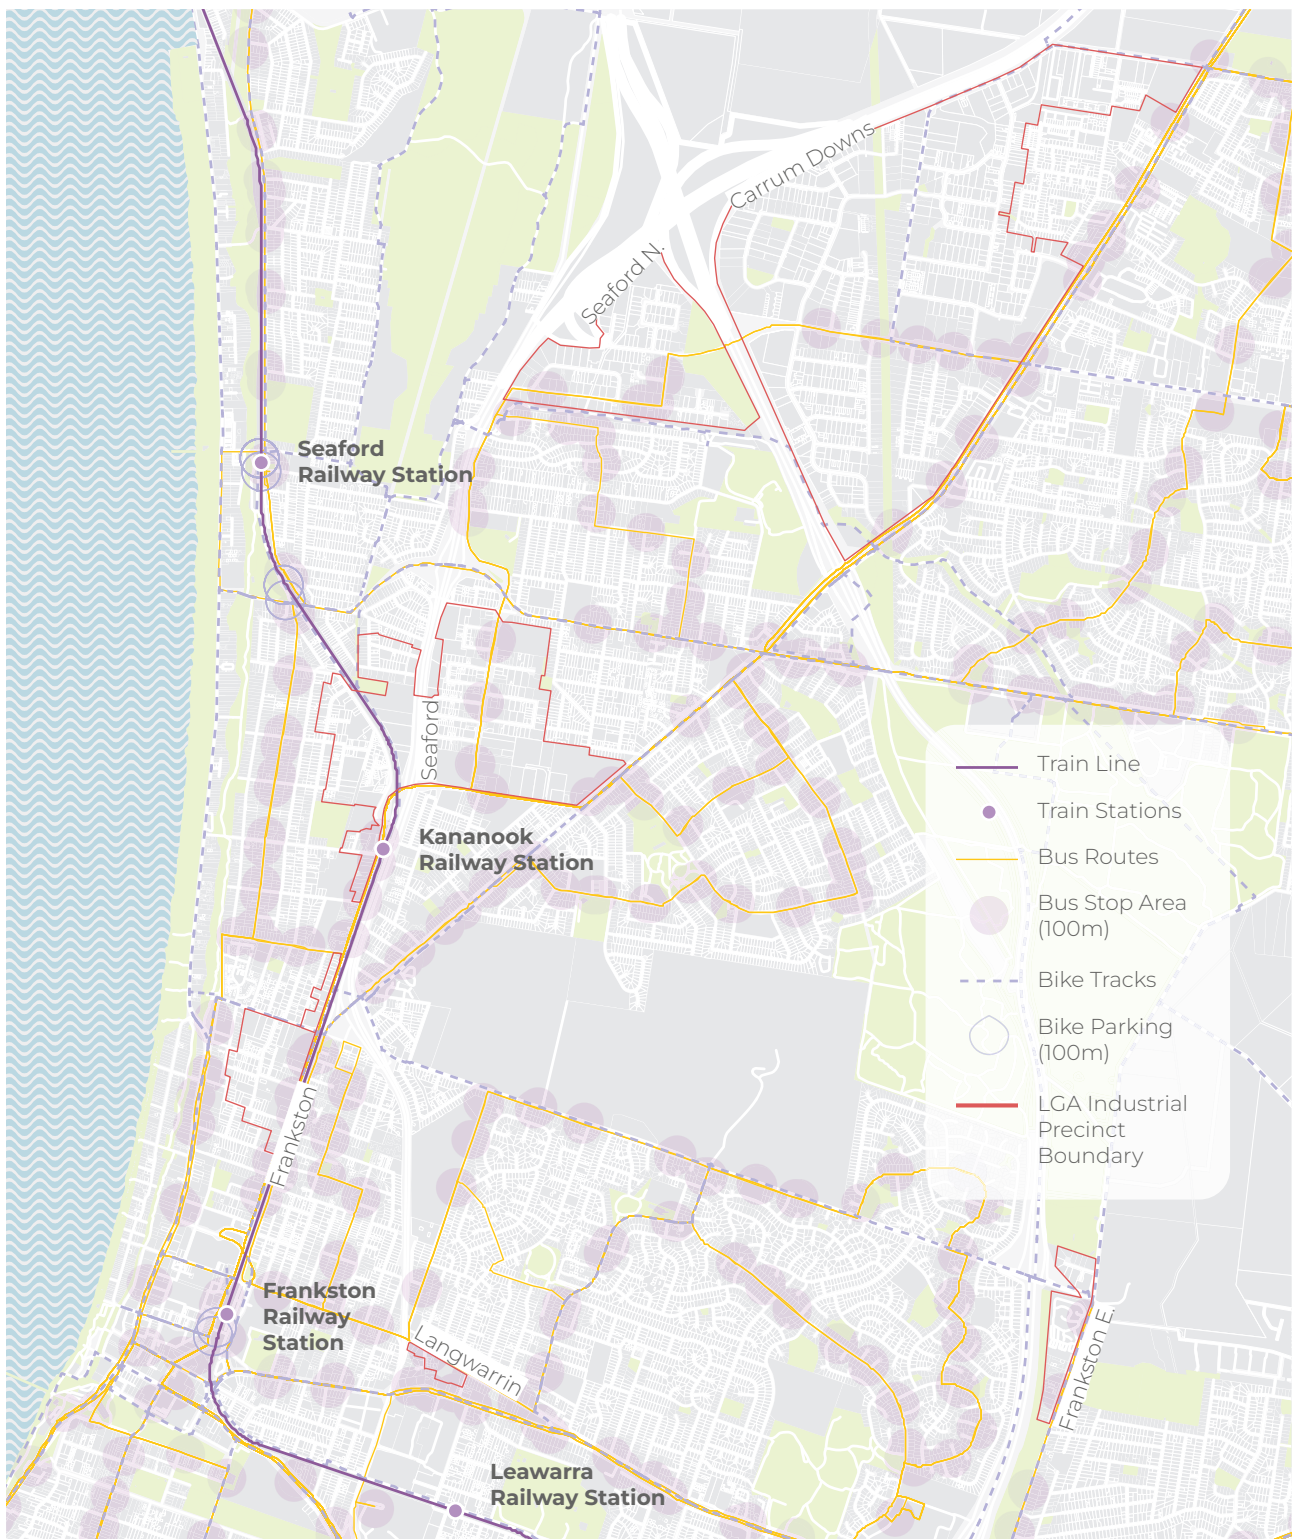 Carrum Downs
Seaford N.
Seaford
Railway Station
Seaford
Train Line
Train Stations
Kananook
Railway Station
Bus Routes
Bus Stop Area
(100m)
Bike Tracks
Bike Parking
(100m)
LGA Industrial
Precinct
Boundary
Frankston
Frankston
Railway
Station
Langwarrin
Frankston E.
Leawarra
Railway Station